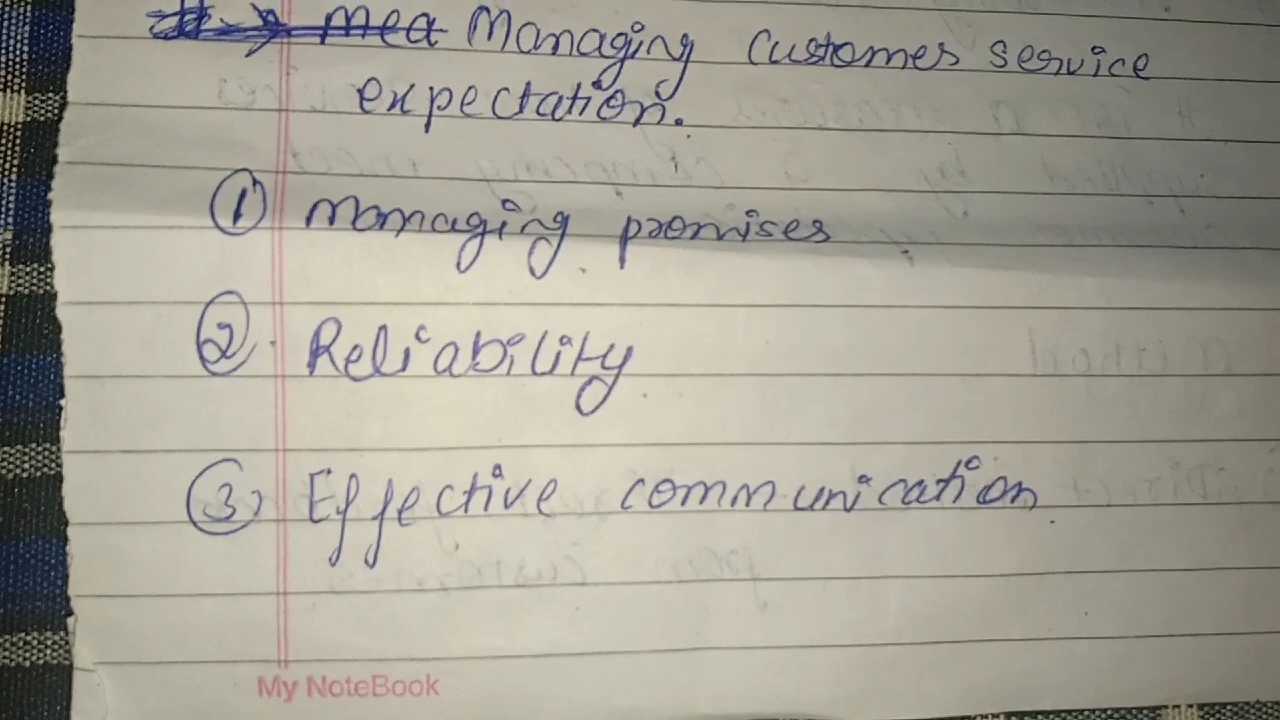 Managing Customer service
expectation.
① Managing promises
②. Reliability
③ Effective communication
My NoteBook